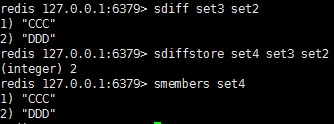 redis 127.0.0.1:6379> sdiff set3 set2
1) "CCC"
2) "DDD"
redis 127.0.0.1:6379> sdiffstore set4 set3 set2
(integer) 2
redis 127.0.0.1:6379> smembers set4
1) "CCC"
2) "DDD"